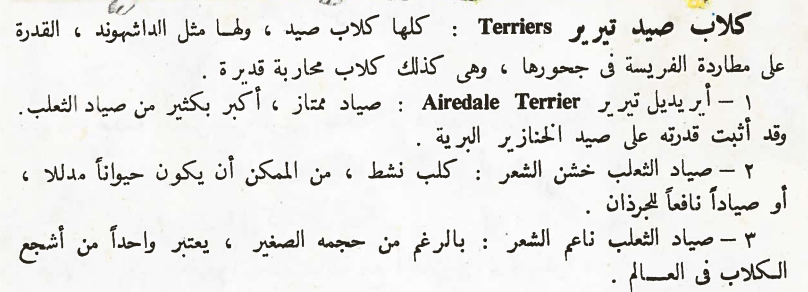 كلاب صيد تيرير Terriers : كلها كلاب صيد ، ولها مثل الداشهوند ، القدرة
على مطاردة الفريسة فى جحورها ، وهى كذلك كلاب محاربة قديرة .
١ – أيريديل تيرير Airedale Terrier : صياد ممتاز ، أكبر بكثير من صياد الثعلب.
وقد أثبت قدرته على صيد الخنازير البرية .
٢ – صياد الثعلب خشن الشعر : كلب نشط ، من الممكن أن يكون حيواناً مدللا ،
أو صياداً نافعاً للجرذان .
٣ – صياد الثعلب ناعم الشعر : بالرغم من حجمه الصغير ، يعتبر واحداً من أشجع
الكلاب فى العالم .